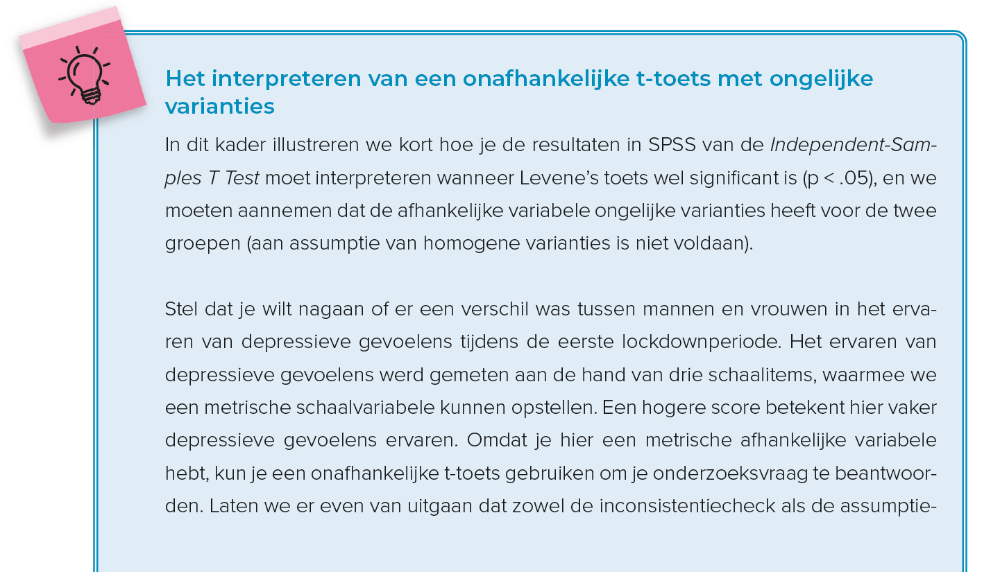 Het interpreteren van een onafhankelijke t-toets met ongelijke
varianties
In dit kader illustreren we kort hoe je de resultaten in SPSS van de Independent-Sam-
ples T Test moet interpreteren wanneer Levene’s toets wel significant is (p < .05), en we
moeten aannemen dat de afhankelijke variabele ongelijke varianties heeft voor de twee
groepen (aan assumptie van homogene varianties is niet voldaan).
Stel dat je wilt nagaan of er een verschil was tussen mannen en vrouwen in het erva-
ren van depressieve gevoelens tijdens de eerste lockdownperiode. Het ervaren van
depressieve gevoelens werd gemeten aan de hand van drie schaalitems, waarmee we
een metrische schaalvariabele kunnen opstellen. Een hogere score betekent hier vaker
depressieve gevoelens ervaren. Omdat je hier een metrische afhankelijke variabele
hebt, kun je een onafhankelijke t-toets gebruiken om je onderzoeksvraag te beantwoor-
den. Laten we er even van uitgaan dat zowel de inconsistentiecheck als de assumptie-